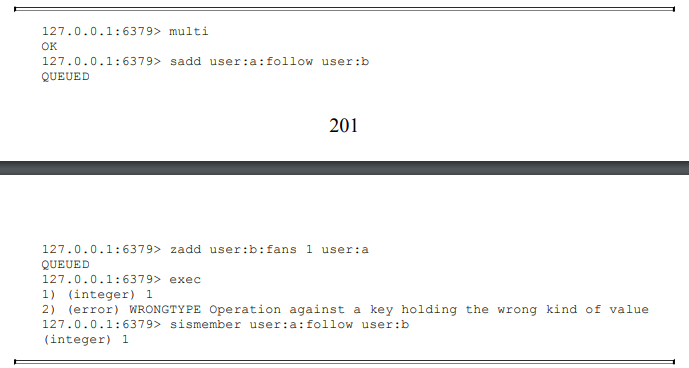 127.0.0.1:6379> multi
OK
127.0.0.1:6379> sadd user:a:follow user:b
QUEUED
201
127.0.0.1:6379> zadd user:b:fans 1 user:a
QUEUED
127.0.0.1:6379> exec
1) (integer) 1
2) (error) WRONGTYPE Operation against a key holding the wrong kind of value
127.0.0.1:6379> sismember user:a:follow user:b
(integer) 1